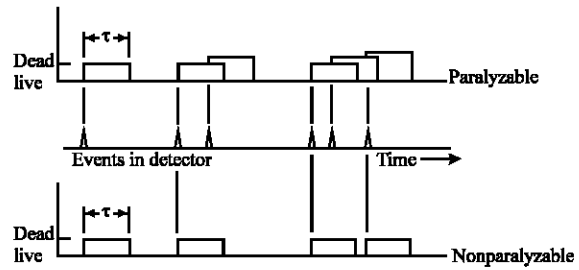 τ
Dead
live
Paralyzable
Events in detector
Time
τ
Dead
live
Nonparalyzable